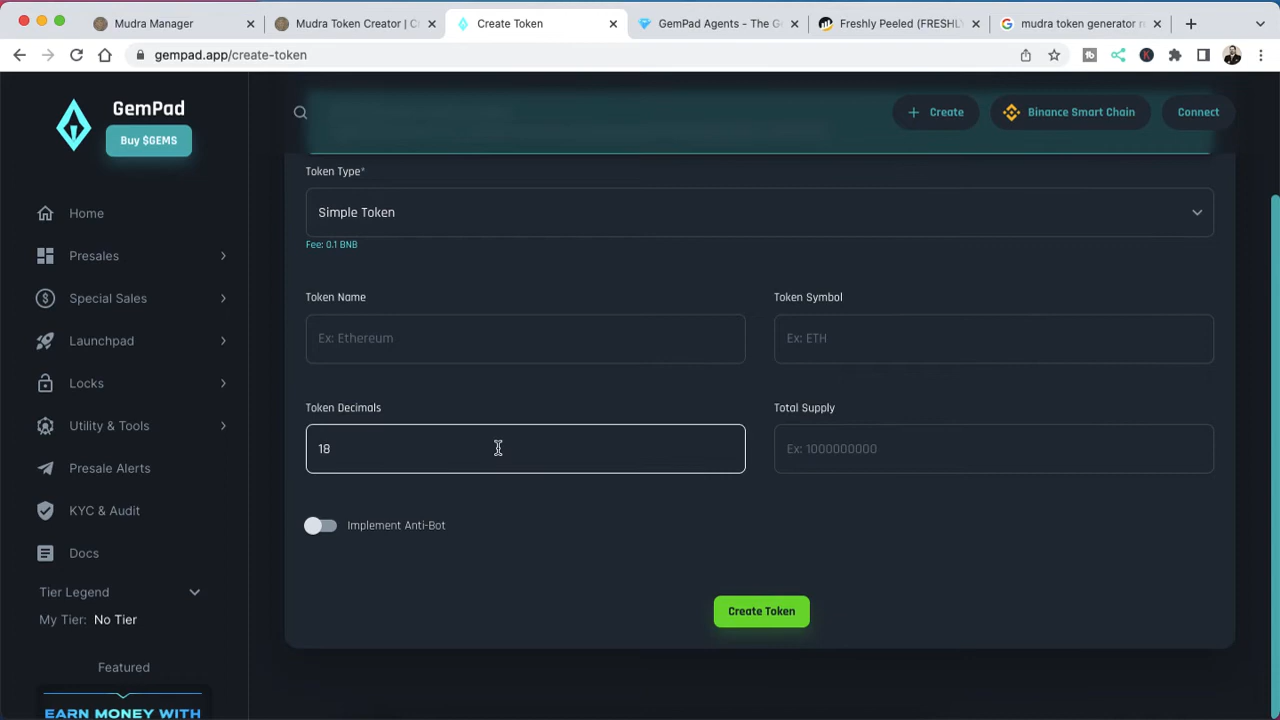 Mudra Manager
Mudra Token Creator | C
Create Token
GemPad Agents - The G
Freshly Peeled (FRESHLY
mudra token generator r
gempad.app/create-token
GemPad
Buy $GEMS
Create
Binance Smart Chain
Connect
Home
Presales
Special Sales
Launchpad
Locks
Utility & Tools
Presale Alerts
KYC & Audit
Docs
Tier Legend
My Tier: No Tier
Featured
EARN MONEY WITH
Token Type*
Simple Token
Fee: 0.1 BNB
Token Name
Token Symbol
Ex: Ethereum
Ex: ETH
Token Decimals
Total Supply
18
Ex: 1000000000
Implement Anti-Bot
Create Token